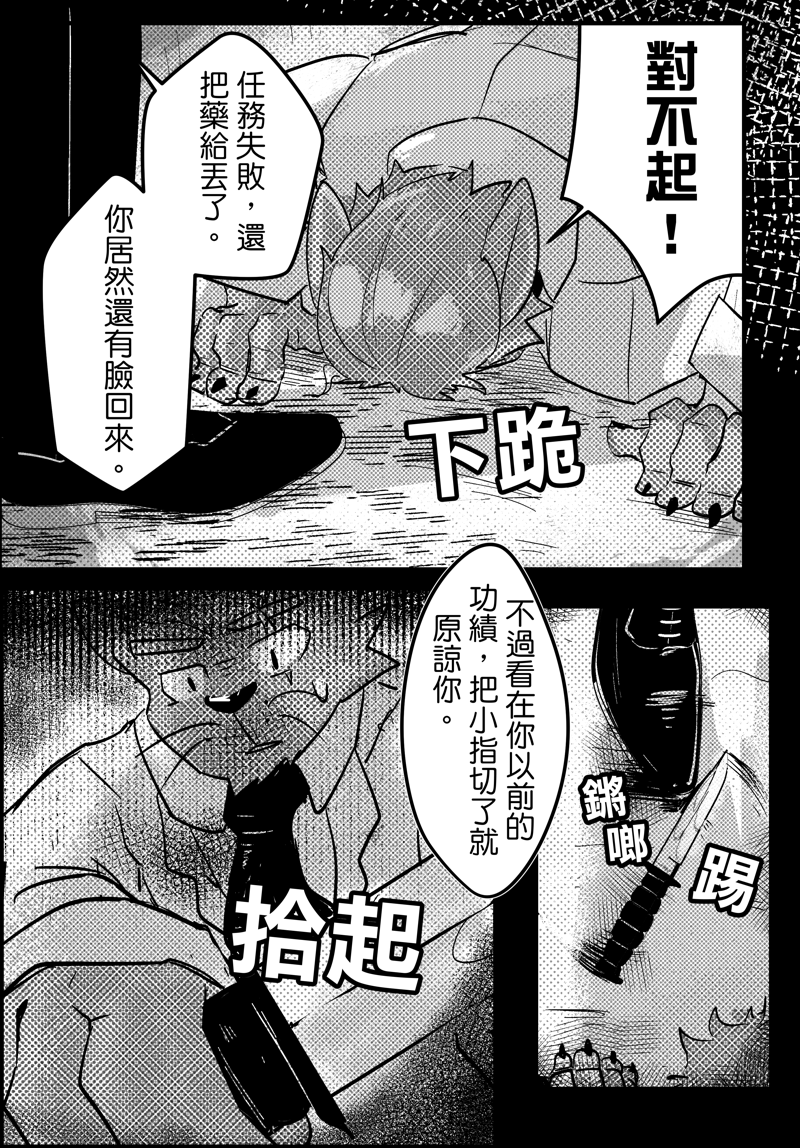 對不起！
任務失敗，還
把藥給丟了。
你居然還有臉回來。
下跪
不過看在你以前的
功績，把小指切了就
原諒你。
鏘
啷
踢
拾起